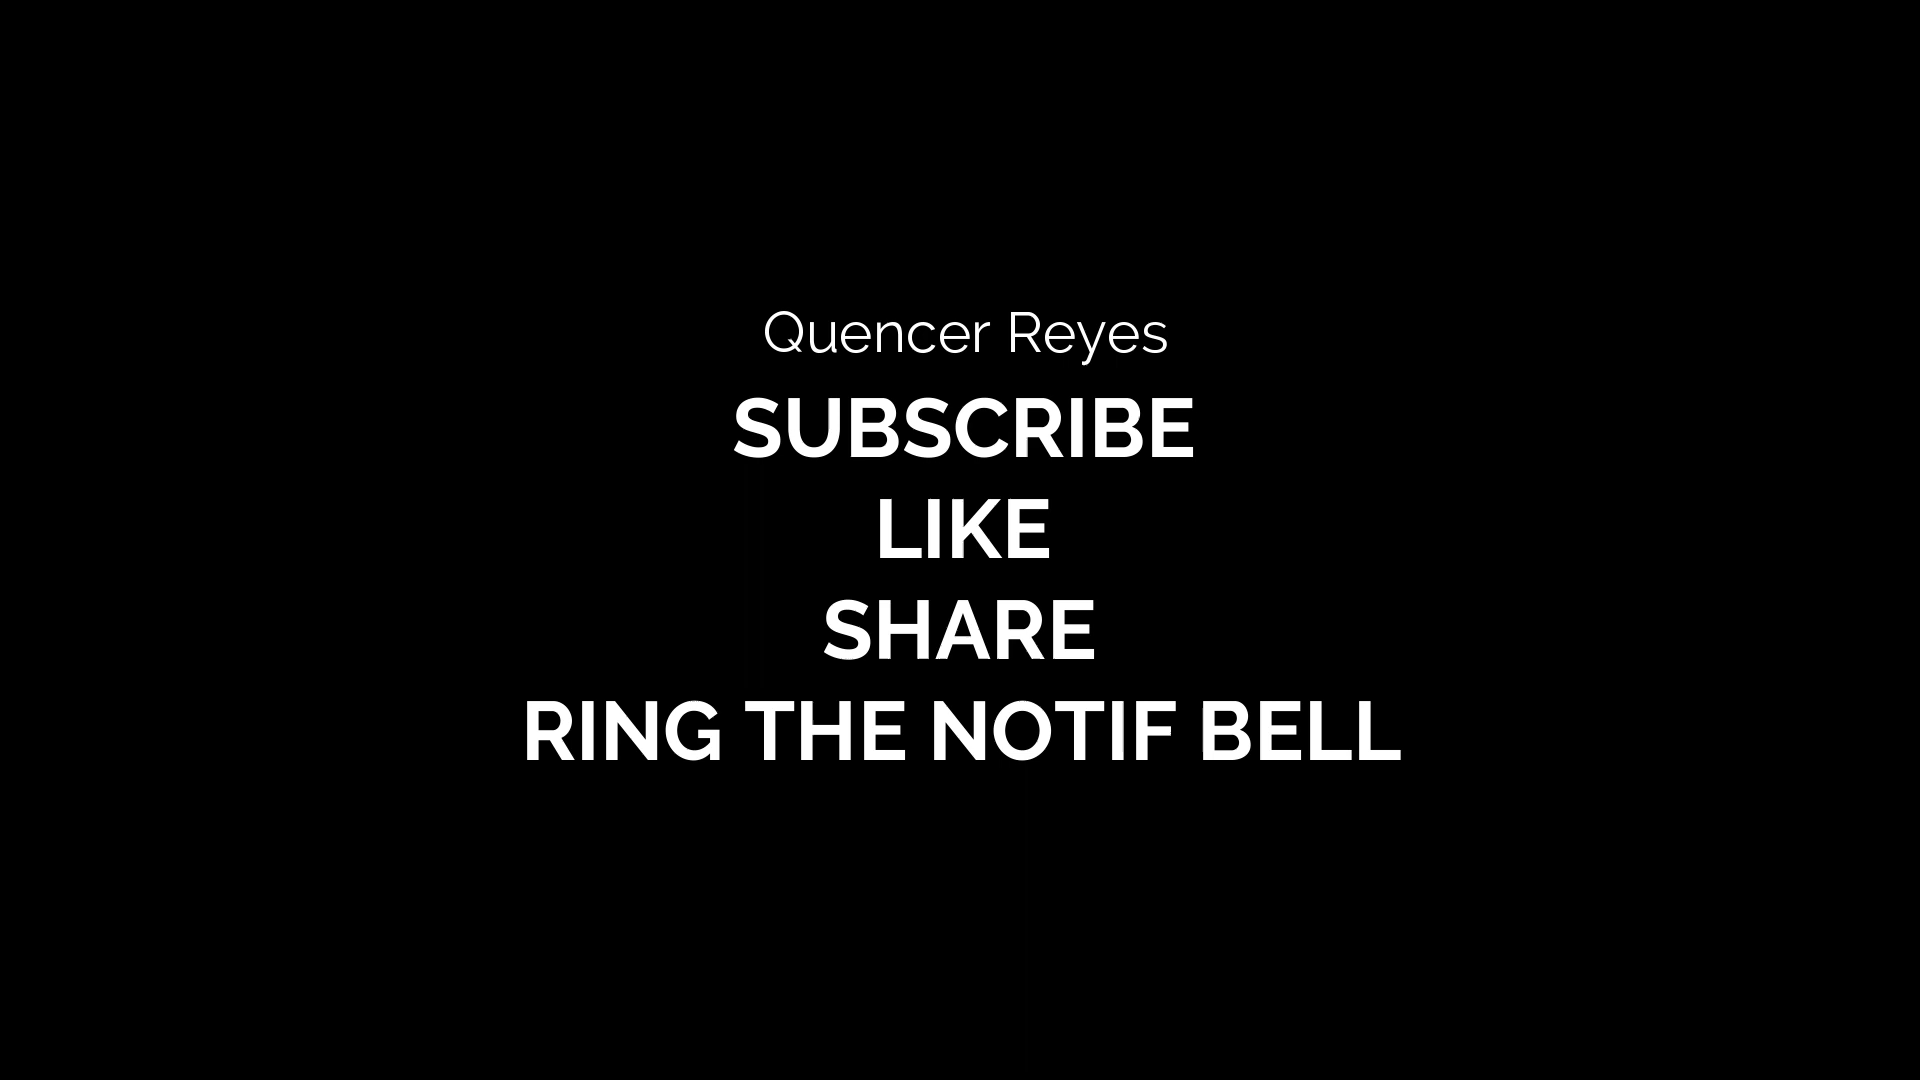 Quencer Reyes
SUBSCRIBE
LIKE
SHARE
RING THE NOTIF BELL